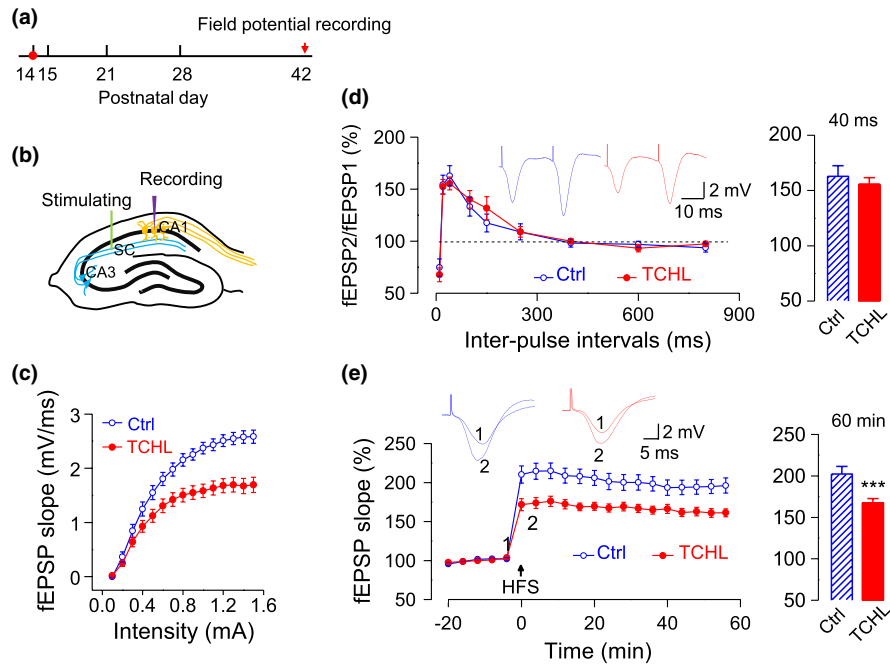 (a)
Field potential recording
14 15 21 28 42
Postnatal day
(b)
Stimulating
Recording
CA1
SC
CA3
(c)
fEPSP slope (mV/ms)
3
2
1
0
Ctrl
TCHL
0.0 0.4 0.8 1.2 1.6
Intensity (mA)
(d)
fEPSP2/fEPSP1 (%)
200
150
100
50
2 mV
10 ms
Ctrl
TCHL
0 300 600 900
Inter-pulse intervals (ms)
40 ms
200
150
100
50
Ctrl
TCHL
(e)
fEPSP slope (%)
250
200
150
100
50
1
2
1
2
2 mV
5 ms
1
2
Ctrl
TCHL
HFS
-20 0 20 40 60
Time (min)
60 min
250
200
150
100
50
***
Ctrl
TCHL